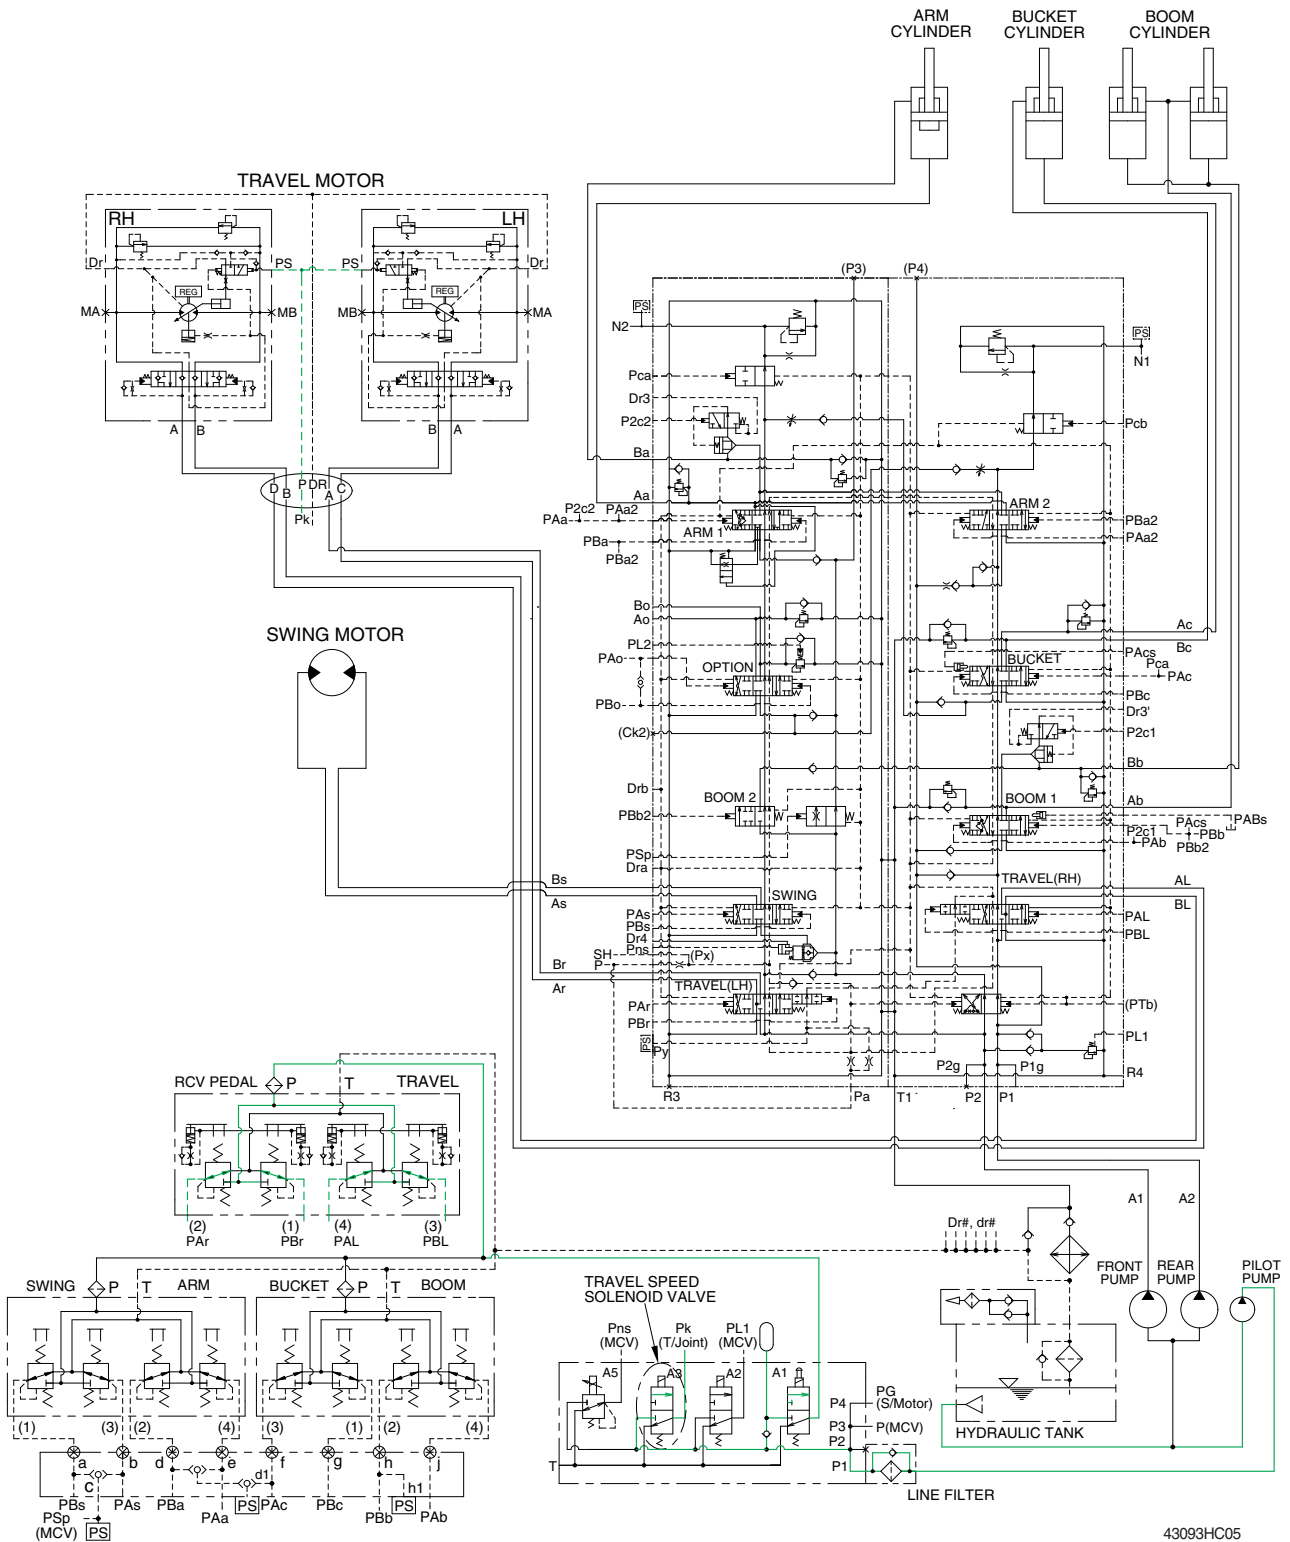 ARM
CYLINDER
BUCKET
CYLINDER
BOOM
CYLINDER
TRAVEL MOTOR
RH
LH
Dr
PS
PS
Dr
REG
REG
MA
MB
MB
MA
A
B
B
A
D
B
P
DR
A
C
Pk
SWING MOTOR
(P3)
(P4)
PS
N2
PS
N1
Pca
Dr3
P2c2
Pcb
Ba
Aa
P2c2
PAa2
PAa
ARM 1
ARM 2
PBa2
PAa2
PBa
PBa2
Bo
Ao
PL2
PAo
OPTION
PBo
(Ck2)
Ac
Bc
BUCKET
PAcs
Pca
PAc
PBc
Dr3'
P2c1
Bb
Drb
BOOM 2
PBb2
BOOM 1
Ab
PABs
PAcs
P2c1
PBb
PAb
PBb2
PSp
Dra
TRAVEL(RH)
Bs
As
SWING
AL
BL
PAs
PBs
Dr4
Pns
PAL
PBL
SH
P
(Px)
Br
Ar
TRAVEL(LH)
PAr
PBr
(PTb)
PS
Py
PL1
P2g
P1g
R4
R3
Pa
T1
P2
P1
RCV PEDAL
P
T
TRAVEL
(2)
(1)
(4)
(3)
PAr
PBr
PAL
PBL
SWING
P
T
ARM
BUCKET
P
T
BOOM
(1)
(3)
(2)
(4)
(3)
(1)
(2)
(4)
a
b
d
e
f
g
h
j
c
d1
h1
PBs
PAs
PBa
PAa
PS
PAc
PBc
PBb
PS
PAb
PSp
(MCV)
PS
A1
A2
Dr#, dr#
FRONT
PUMP
REAR
PUMP
PILOT
PUMP
HYDRAULIC TANK
TRAVEL SPEED
SOLENOID VALVE
Pns
(MCV)
Pk
(T/Joint)
PL1
(MCV)
A5
A3
A2
A1
P4
PG
(S/Motor)
P3
P(MCV)
P2
P1
T
LINE FILTER
43093HC05